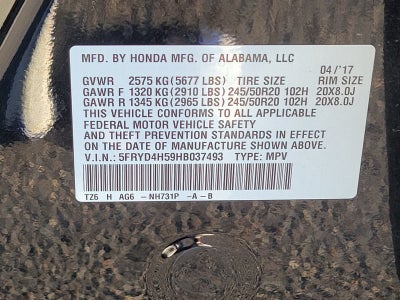 MFD. BY HONDA MFG. OF ALABAMA, LLC
04/'17
GVWR 2575 KG (5677 LBS) TIRE SIZE RIM SIZE
GAWR F 1320 KG (2910 LBS) 245/50R20 102H 20X8.0J
GAWR R 1345 KG (2965 LBS) 245/50R20 102H 20X8.0J
THIS VEHICLE CONFORMS TO ALL APPLICABLE
FEDERAL MOTOR VEHICLE SAFETY
AND THEFT PREVENTION STANDARDS IN EFFECT
ON THE DATE OF MANUFACTURE SHOWN ABOVE.
V.I.N.: 5FRYD4H59HB037493 TYPE: MPV
TZ6 H AG6 - NH731P -A-B